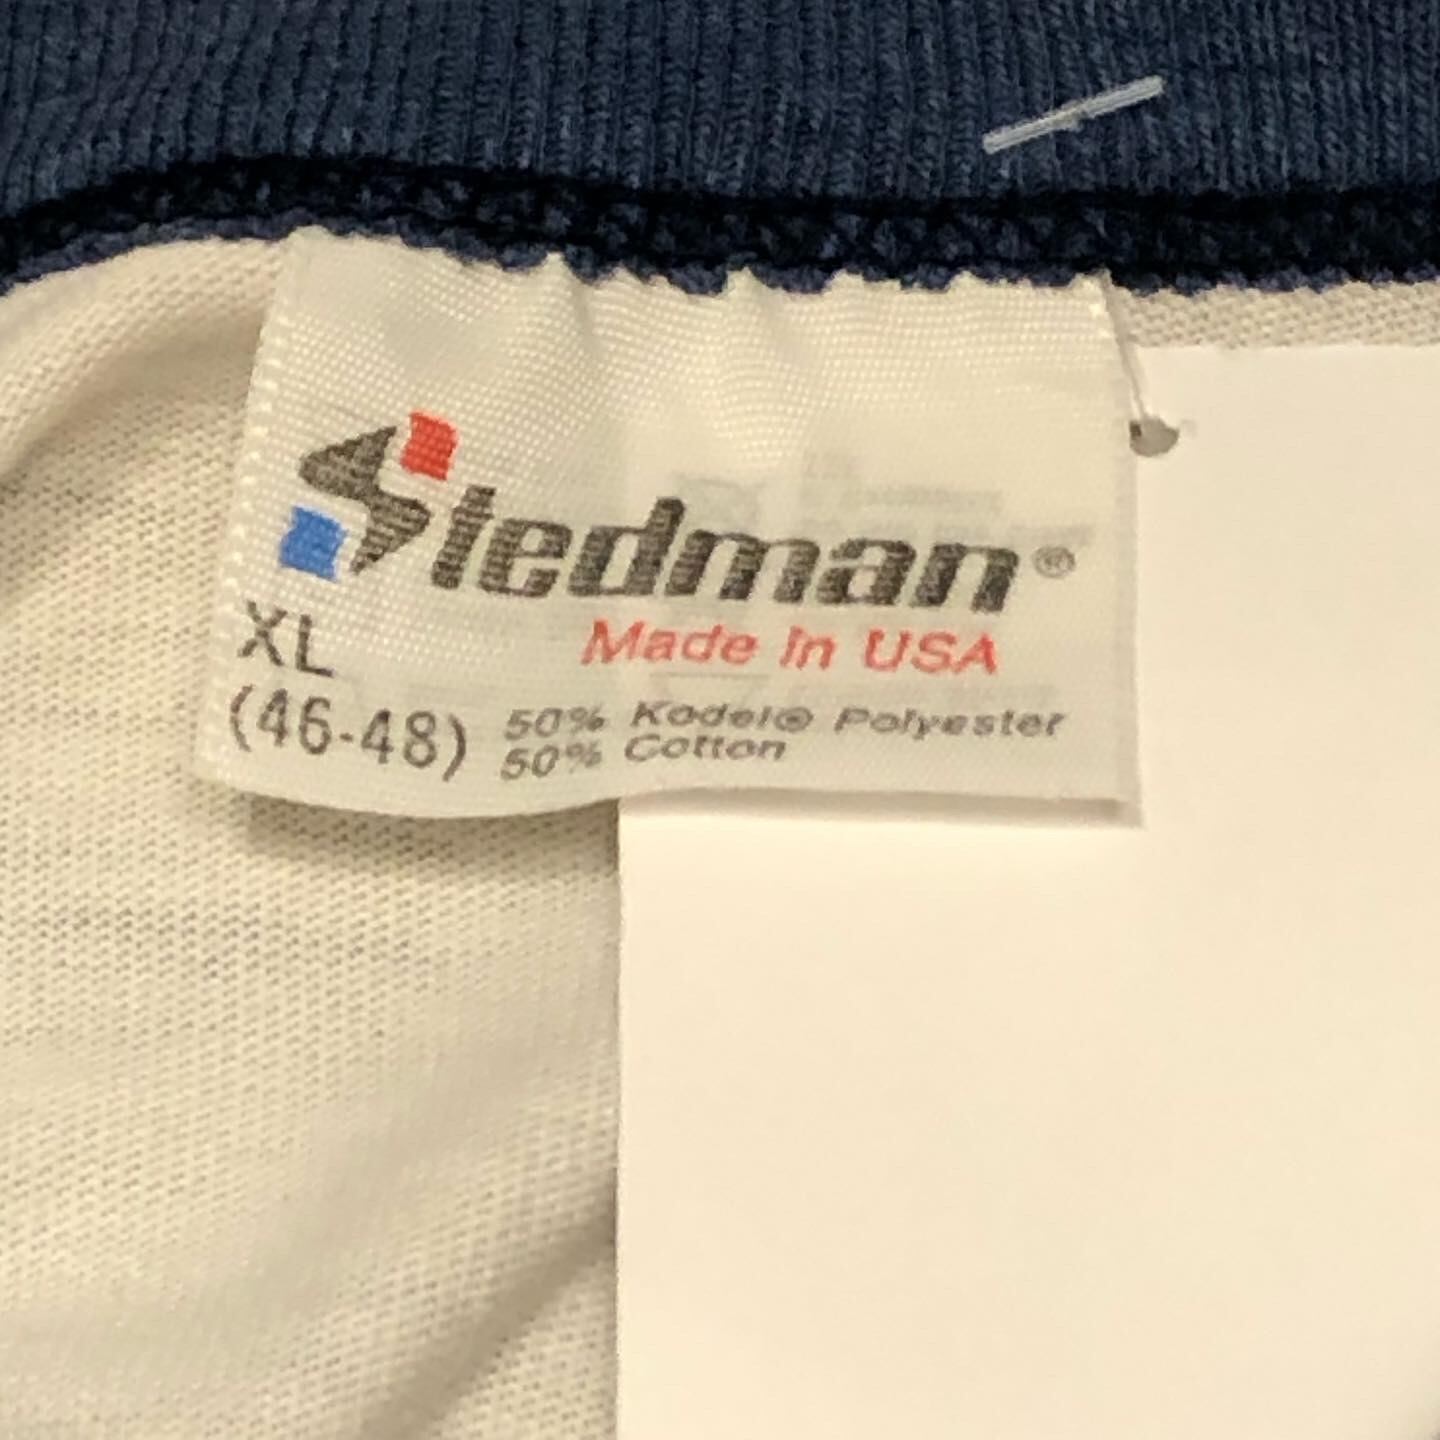 Stedman®
XL
Made In USA
(46-48)
50% Kodel® Polyester
50% Cotton